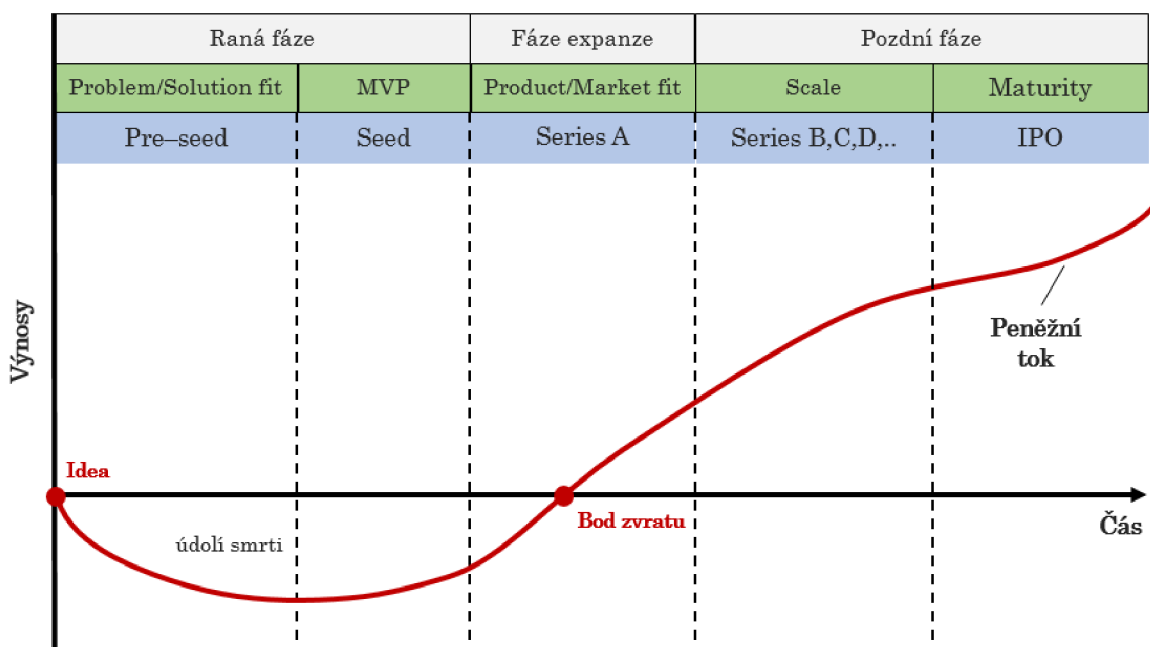 Raná fáze
Fáze expanze
Pozdní fáze
Problem/Solution fit
MVP
Product/Market fit
Scale
Maturity
Pre–seed
Seed
Series A
Series B,C,D,..
IPO
Výnosy
Peněžní
tok
Idea
Bod zvratu
Čás
údolí smrti